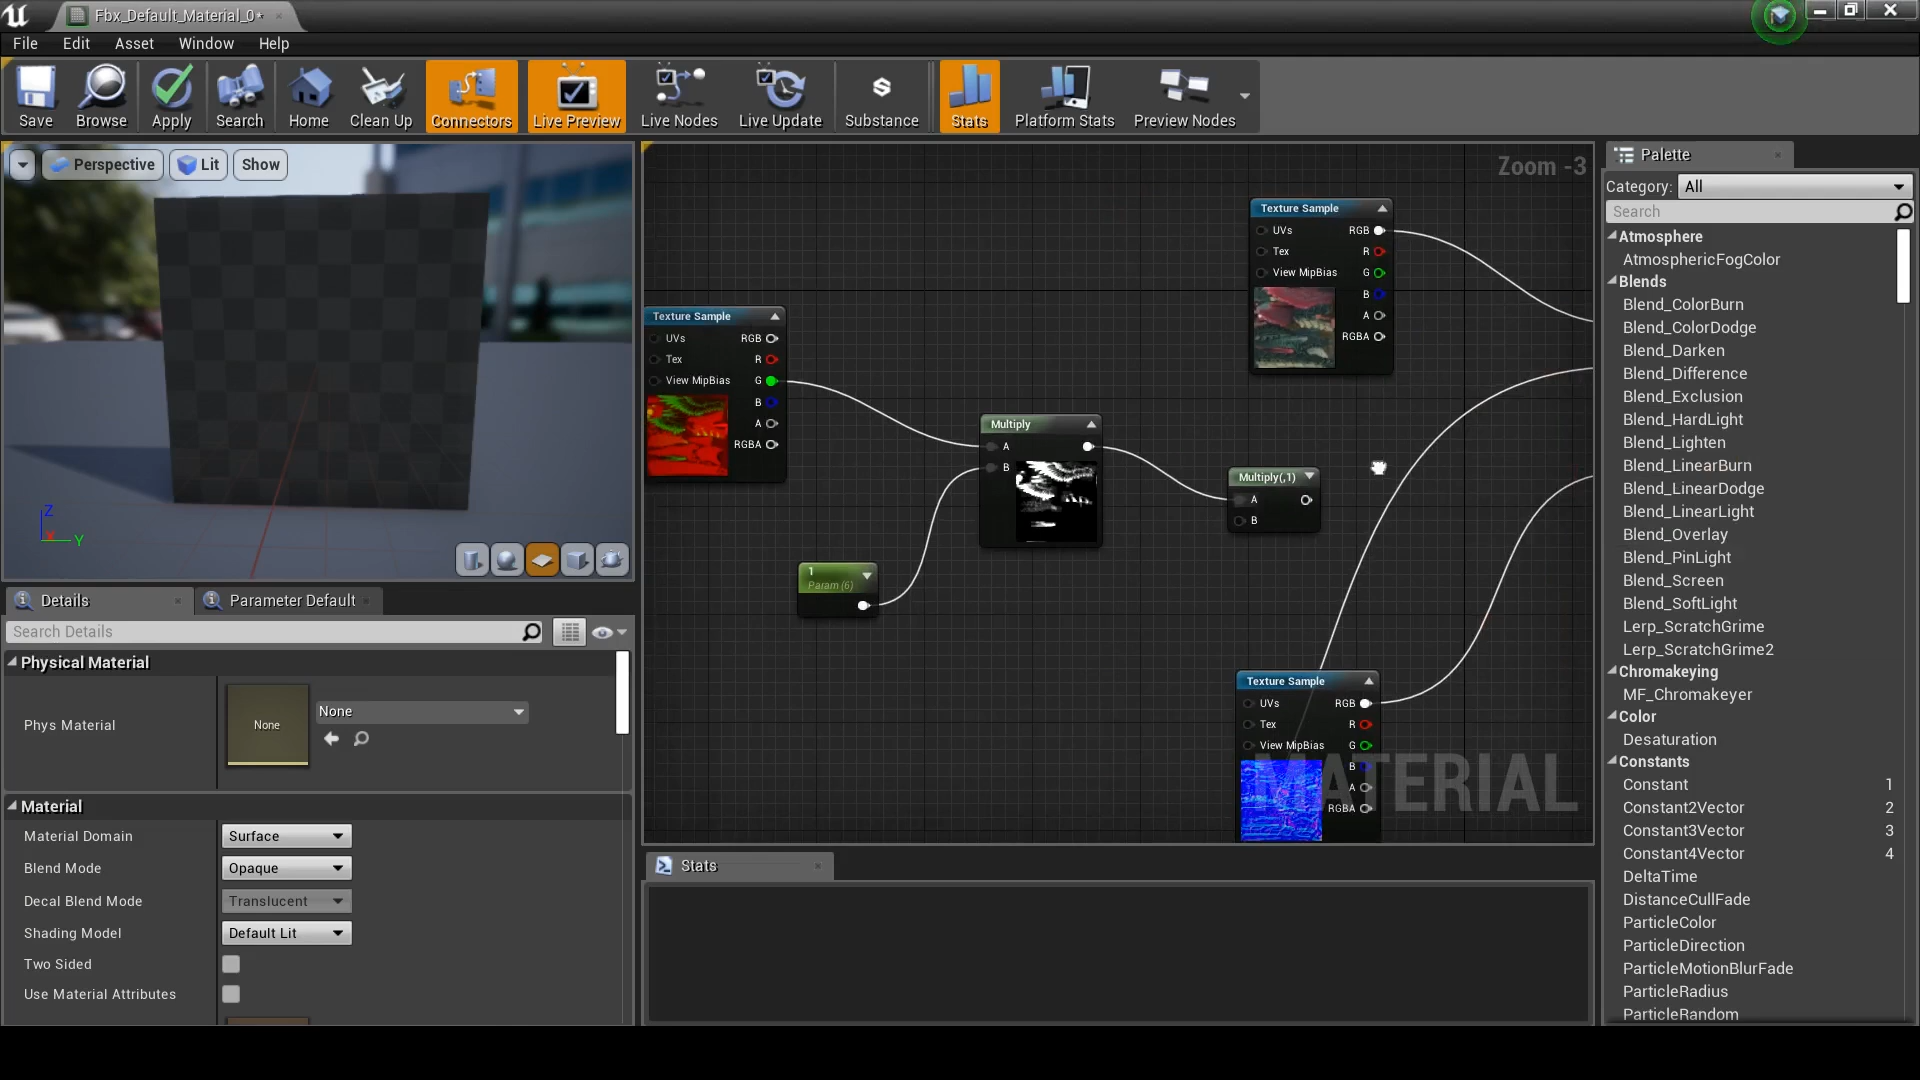 Fbx_Default_Material_0*
File Edit Asset Window Help
Save Browse Apply Search Home Clean Up Connectors Live Preview Live Nodes Live Update Substance Stats Platform Stats Preview Nodes
Perspective Lit Show
Z
X
Y
Details Parameter Default
Search Details
Physical Material
Phys Material
None
None
Material
Material Domain Surface
Blend Mode Opaque
Decal Blend Mode Translucent
Shading Model Default Lit
Two Sided
Use Material Attributes
Zoom -3
Texture Sample
UVs RGB
Tex R
View MipBias G
B
A
RGBA
1
Param (6)
Multiply
A
B
Multiply(,1)
A
B
Texture Sample
UVs RGB
Tex R
View MipBias G
B
A
RGBA
Texture Sample
UVs RGB
Tex R
View MipBias G
B
A
RGBA
MATERIAL
Stats
Palette
Category: All
Search
Atmosphere
AtmosphericFogColor
Blends
Blend_ColorBurn
Blend_ColorDodge
Blend_Darken
Blend_Difference
Blend_Exclusion
Blend_HardLight
Blend_Lighten
Blend_LinearBurn
Blend_LinearDodge
Blend_LinearLight
Blend_Overlay
Blend_PinLight
Blend_Screen
Blend_SoftLight
Lerp_ScratchGrime
Lerp_ScratchGrime2
Chromakeying
MF_Chromakeyer
Color
Desaturation
Constants
Constant 1
Constant2Vector 2
Constant3Vector 3
Constant4Vector 4
DeltaTime
DistanceCullFade
ParticleColor
ParticleDirection
ParticleMotionBlurFade
ParticleRadius
ParticleRandom